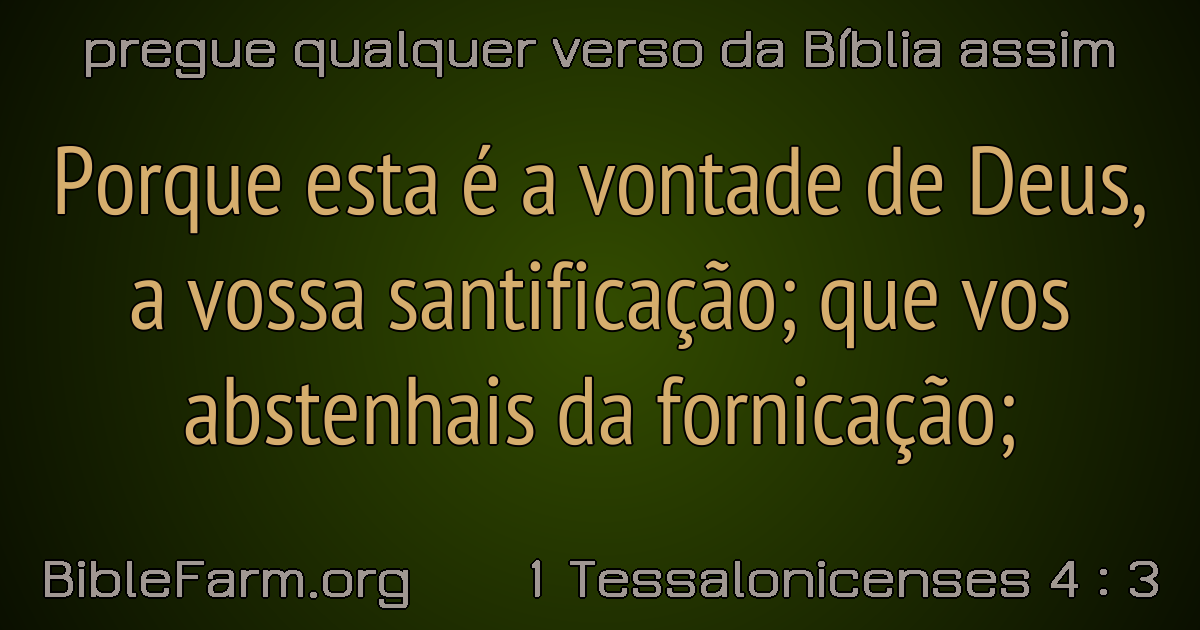 pregue qualquer verso da Bíblia assim
Porque esta é a vontade de Deus,
a vossa santificação; que vos
abstenhais da fornicação;
BibleFarm.org 1 Tessalonicenses 4 : 3